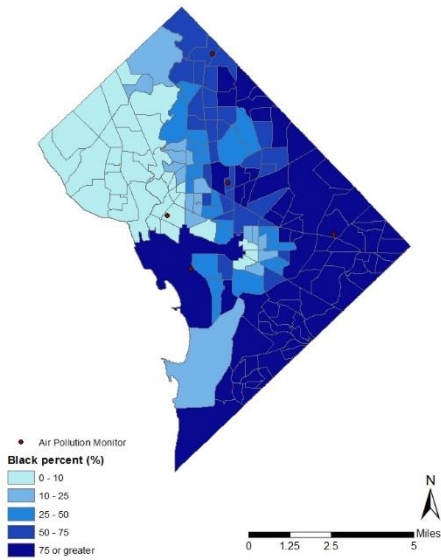 Air Pollution Monitor
Black percent (%)
0 - 10
10 - 25
25 - 50
50 - 75
75 or greater
N
Miles
0 1.25 2.5 5